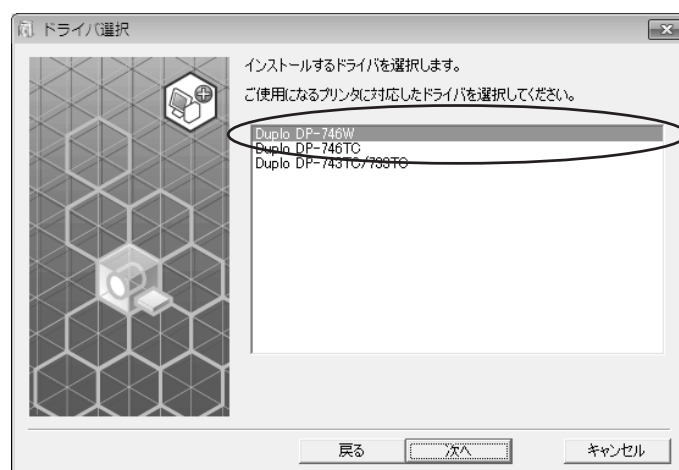 ドライバ選択
インストールするドライバを選択します。
ご使用になるプリンタに対応したドライバを選択してください。
Duplo DP-746W
Duplo DP-746TC
Duplo DP-743TC/733TC
戻る
次へ
キャンセル